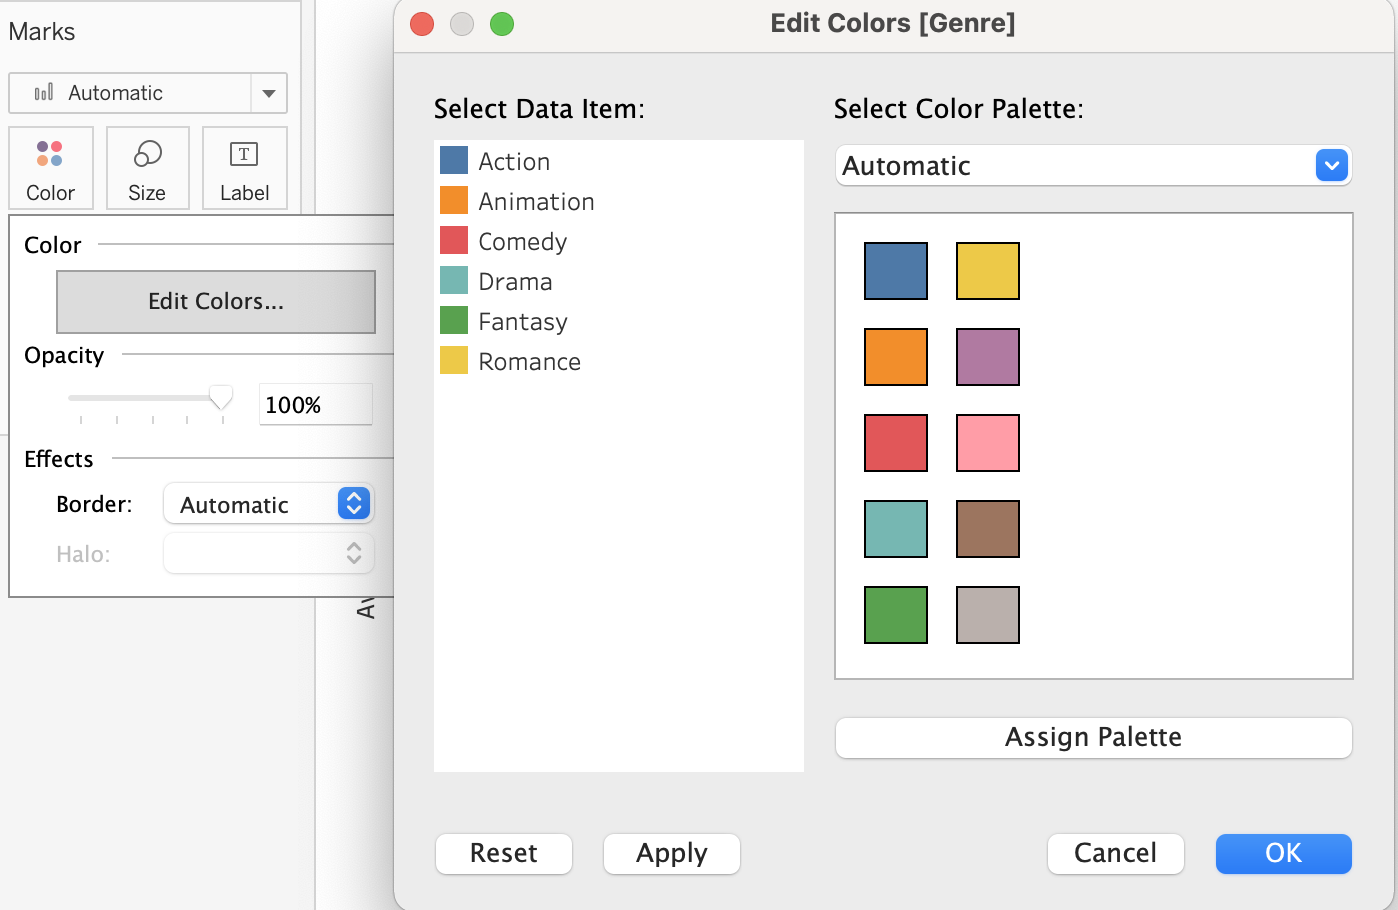 Marks
Automatic
Color
Size
T
Label
Color
Edit Colors...
Opacity
100%
Effects
Border:
Automatic
Halo:
Edit Colors [Genre]
Select Data Item:
Action
Animation
Comedy
Drama
Fantasy
Romance
Select Color Palette:
Automatic
Assign Palette
Reset
Apply
Cancel
OK